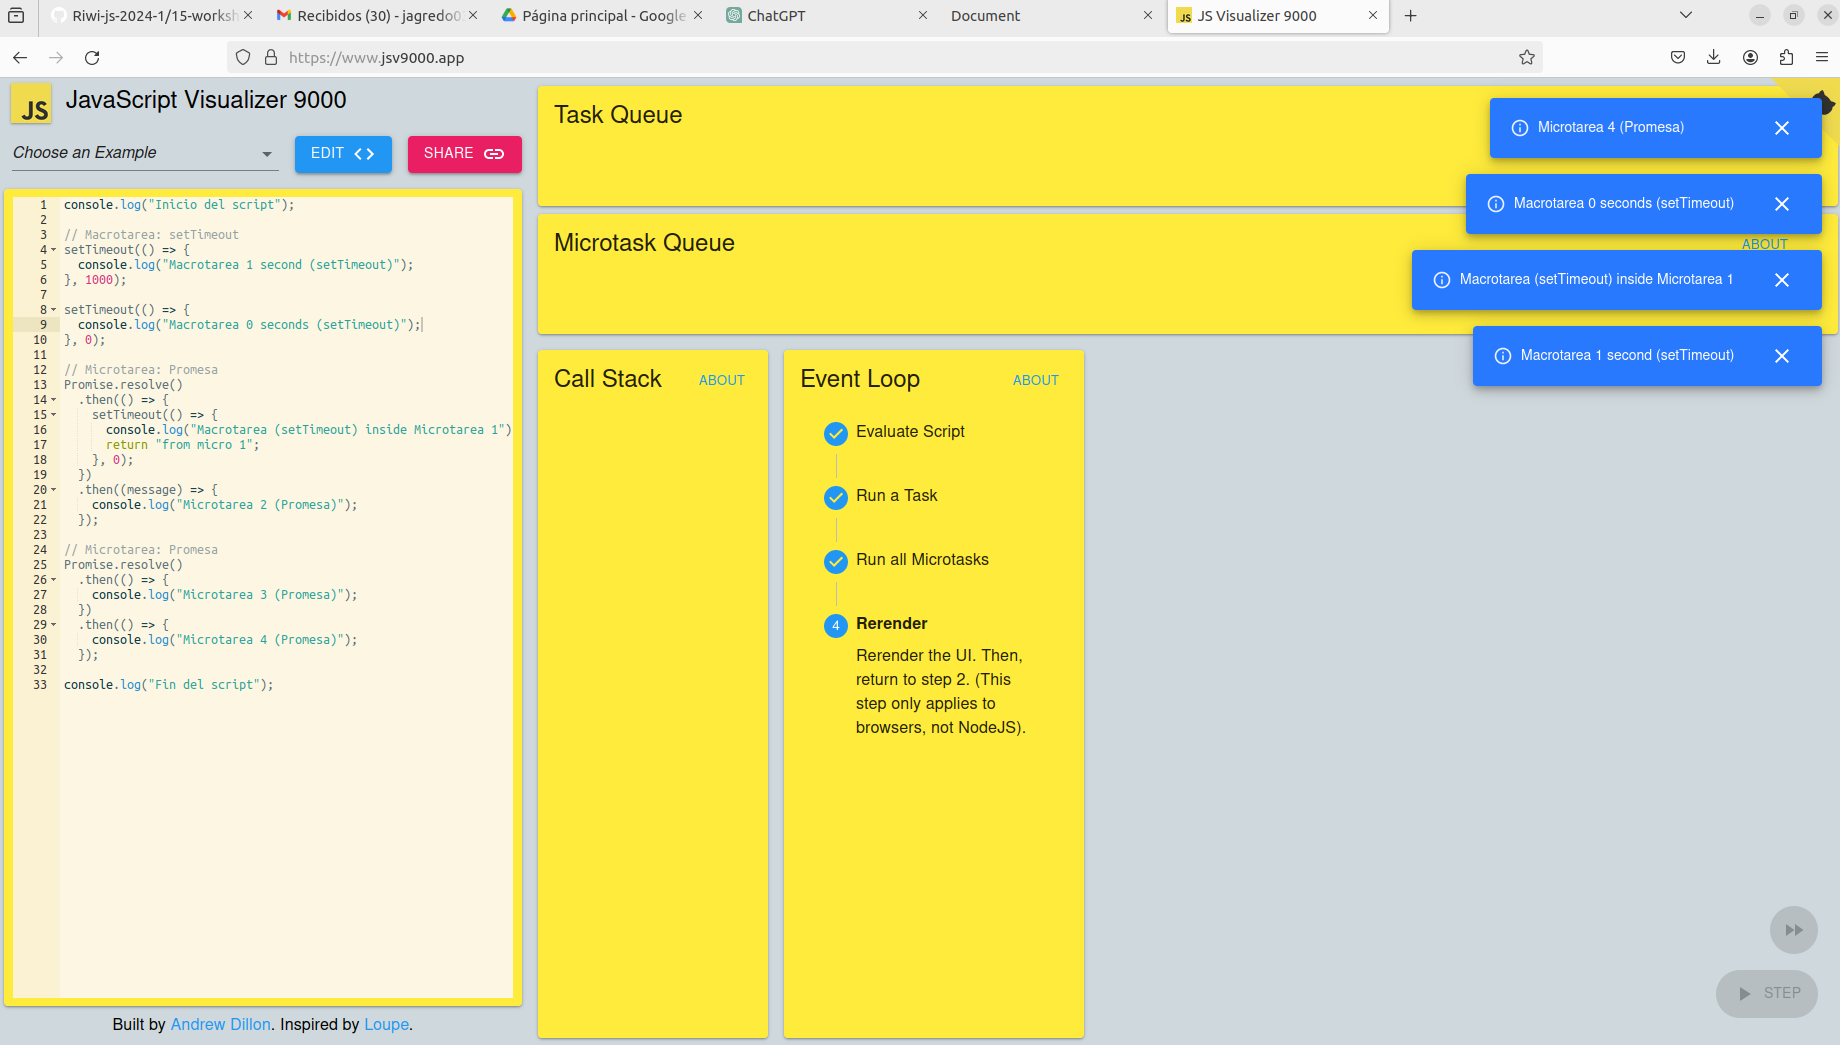 Riwi-js-2024-1/15-worksh
Recibidos (30) - jagredo0
Página principal - Google
ChatGPT
Document
JS Visualizer 9000
https://www.jsv9000.app
JS
JavaScript Visualizer 9000
Choose an Example
EDIT
SHARE
1 console.log("Inicio del script");
2
3 // Macrotarea: setTimeout
4 setTimeout(() => {
5 console.log("Macrotarea 1 second (setTimeout)");
6 }, 1000);
7
8 setTimeout(() => {
9 console.log("Macrotarea 0 seconds (setTimeout)");
10 }, 0);
11
12 // Microtarea: Promesa
13 Promise.resolve()
14 .then(() => {
15 setTimeout(() => {
16 console.log("Macrotarea (setTimeout) inside Microtarea 1")
17 return "from micro 1";
18 }, 0);
19 })
20 .then((message) => {
21 console.log("Microtarea 2 (Promesa)");
22 });
23
24 // Microtarea: Promesa
25 Promise.resolve()
26 .then(() => {
27 console.log("Microtarea 3 (Promesa)");
28 })
29 .then(() => {
30 console.log("Microtarea 4 (Promesa)");
31 });
32
33 console.log("Fin del script");
Built by Andrew Dillon. Inspired by Loupe.
Task Queue
Microtask Queue
ABOUT
Microtarea 4 (Promesa)
Macrotarea 0 seconds (setTimeout)
Macrotarea (setTimeout) inside Microtarea 1
Macrotarea 1 second (setTimeout)
Call Stack
ABOUT
Event Loop
ABOUT
Evaluate Script
Run a Task
Run all Microtasks
4 Rerender
Rerender the UI. Then,
return to step 2. (This
step only applies to
browsers, not NodeJS).
STEP